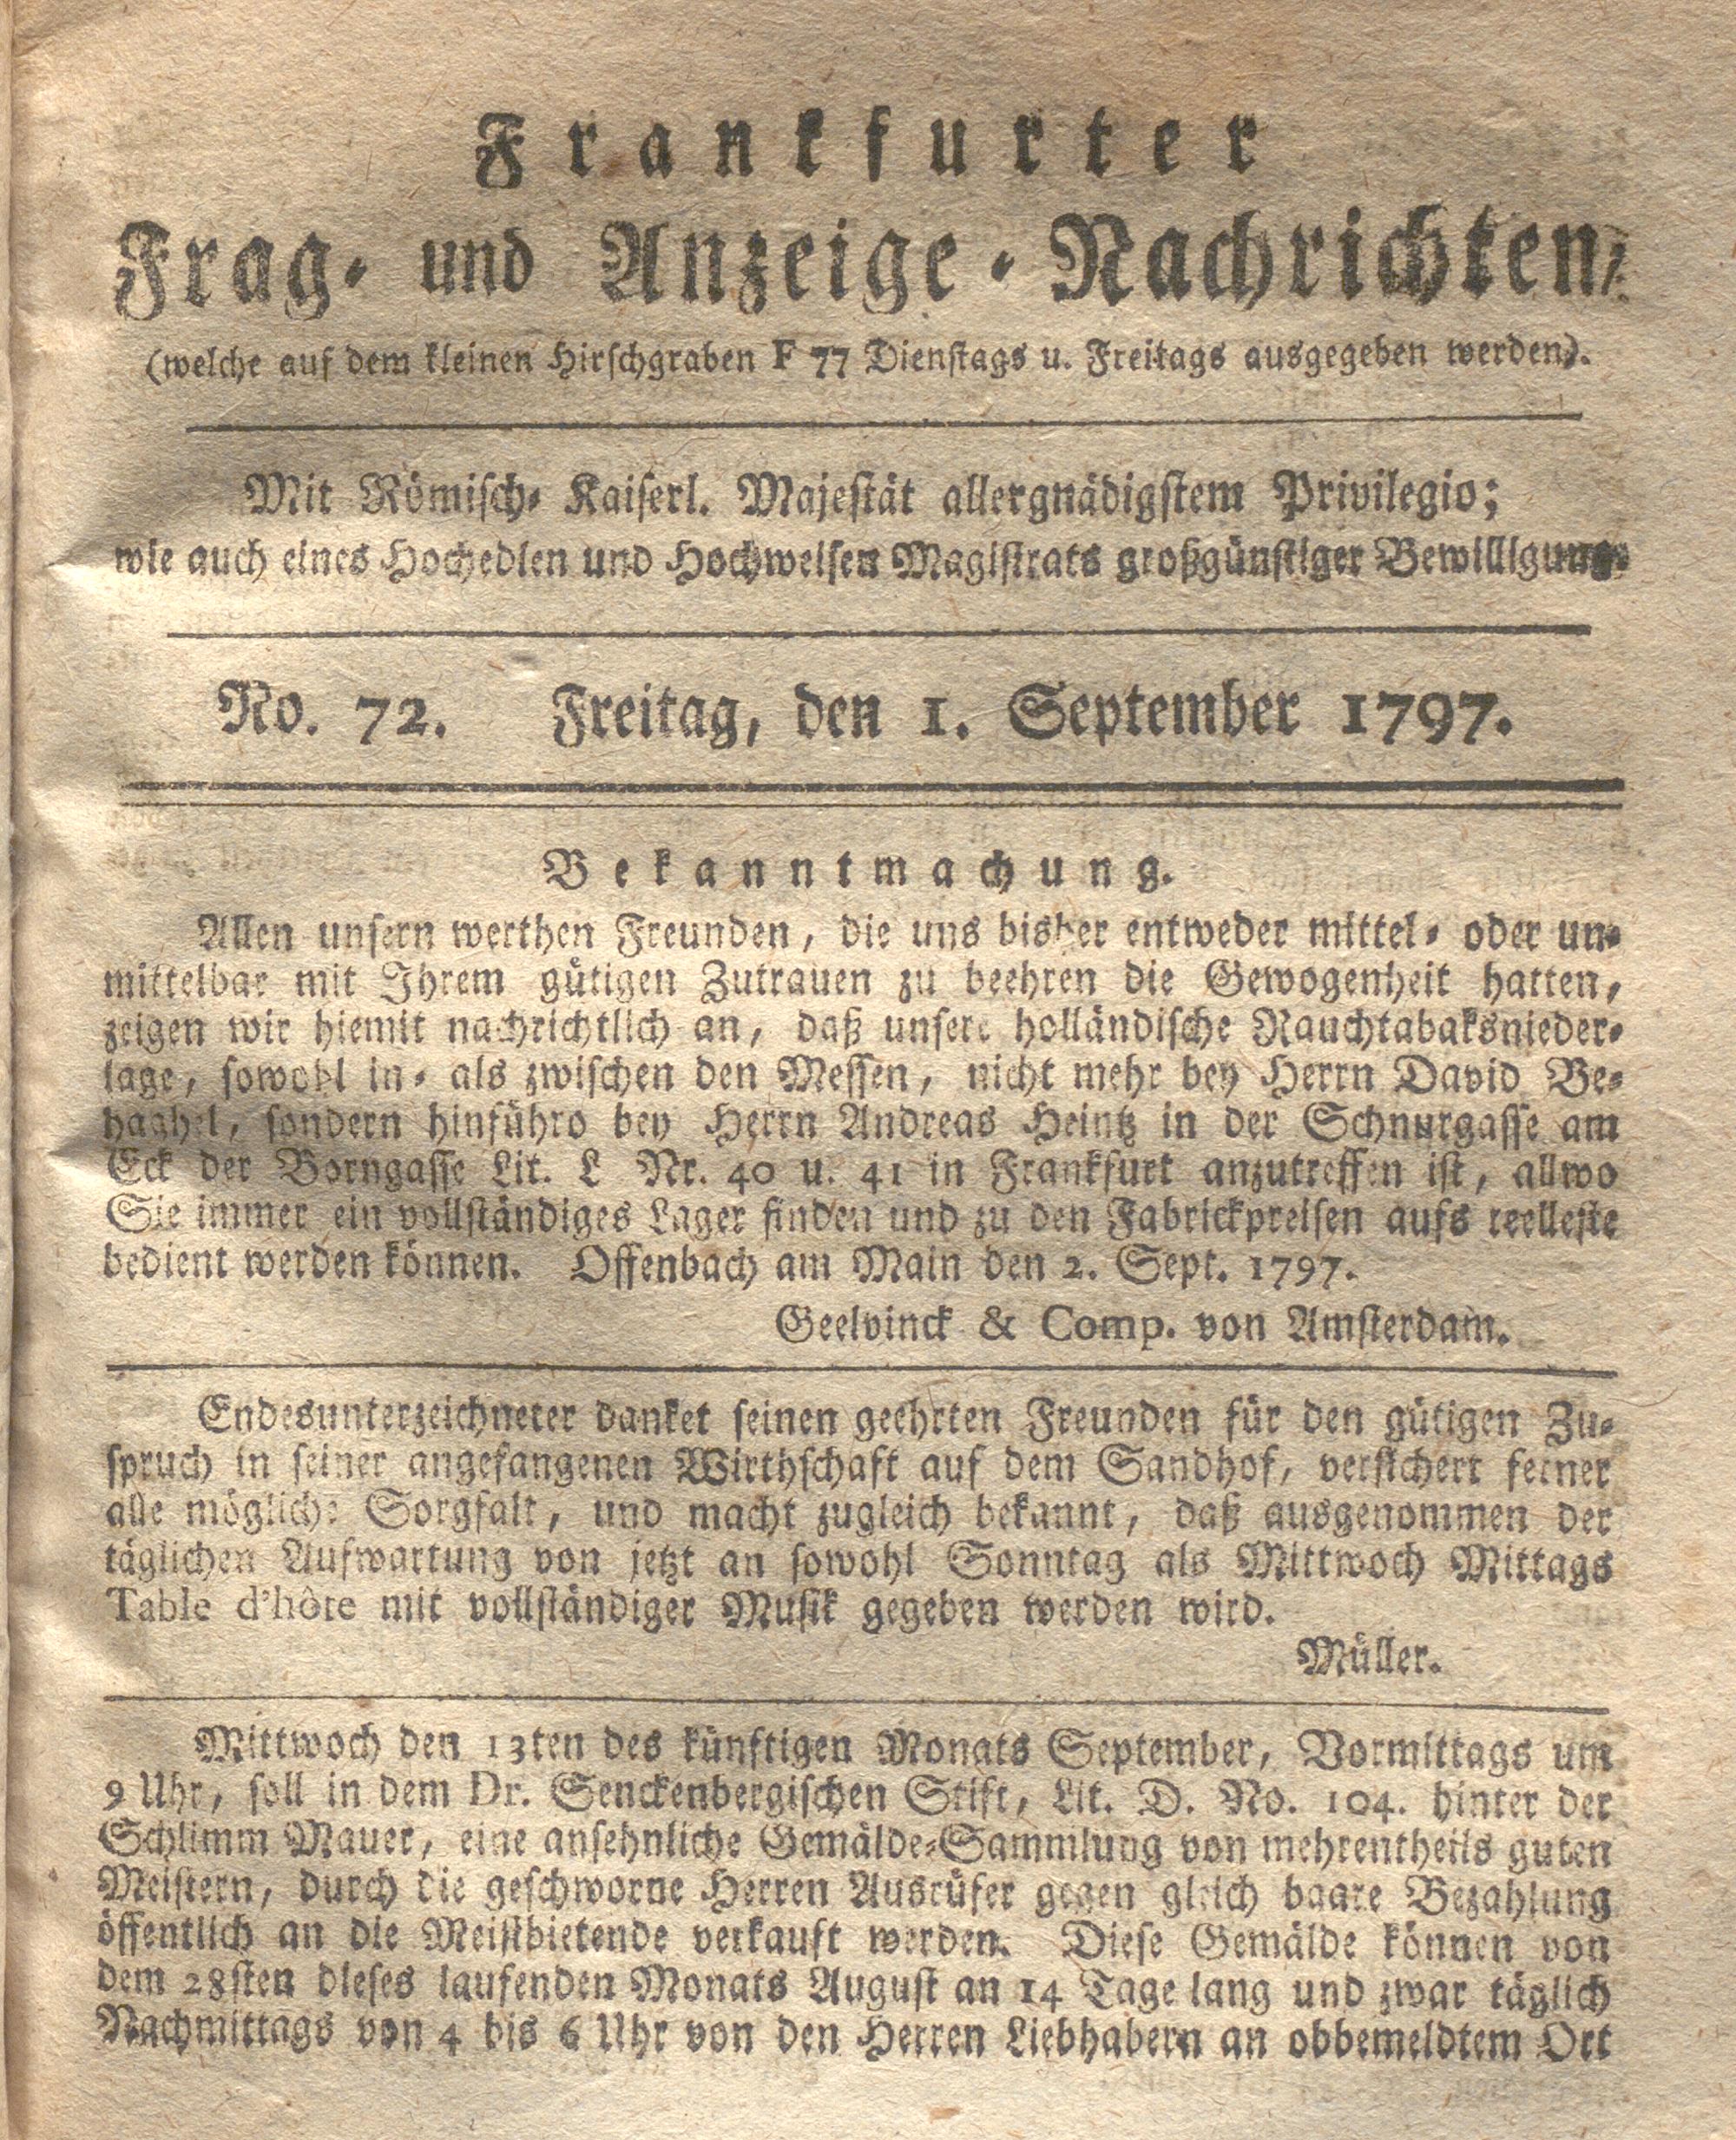 Frankfurter
Frag- und Anzeige-Nachrichten,
(welche auf dem kleinen Hirschgraben F 77 Dienstags u. Freitags ausgegeben werden).
Mit Römisch- Kaiserl. Majestät allergnädigstem Privilegio;
wie auch eines Hochedlen und Hochweisen Magistrats großgünstiger Bewilligung.
No. 72. Freitag, den 1. September 1797.
Bekanntmachung.
Allen unsern werthen Freunden, die uns bisher entweder mittel- oder un-
mittelbar mit Ihrem gütigen Zutrauen zu beehren die Gewogenheit hatten,
zeigen wir hiemit nachrichtlich an, daß unsere holländische Rauchtabaksnieder-
lage, sowohl in- als zwischen den Messen, nicht mehr bey Herrn David Be-
haghel, sondern hinführo bey Herrn Andreas Heintz in der Schnurgasse am
Eck der Borngasse Lit. L Nr. 40 u. 41 in Frankfurt anzutreffen ist, allwo
Sie immer ein vollständiges Lager finden und zu den Fabrickpreisen aufs reelleste
bedient werden können. Offenbach am Main den 2. Sept. 1797.
Geelvinck & Comp. von Amsterdam.
Endesunterzeichneter danket seinen geehrten Freunden für den gütigen Zu-
spruch in seiner angefangenen Wirthschaft auf dem Sandhof, versichert ferner
alle mögliche Sorgfalt, und macht zugleich bekannt, daß ausgenommen der
täglichen Aufwartung von jetzt an sowohl Sonntag als Mittwoch Mittags
Table d'hôte mit vollständiger Musik gegeben werden wird.
Müller.
Mittwoch den 13ten des künftigen Monats September, Vormittags um
9 Uhr, soll in dem Dr. Senckenbergischen Stift, Lit. D. No. 104. hinter der
Schlimm Mauer, eine ansehnliche Gemälde-Sammlung von mehrentheils guten
Meistern, durch die geschworne Herren Ausrüfer gegen gleich baare Bezahlung
öffentlich an die Meistbietende verkauft werden. Diese Gemälde können von
dem 28sten dieses laufenden Monats August an 14 Tage lang und zwar täglich
Nachmittags von 4 bis 6 Uhr von den Herren Liebhabern an obbemeldtem Ort